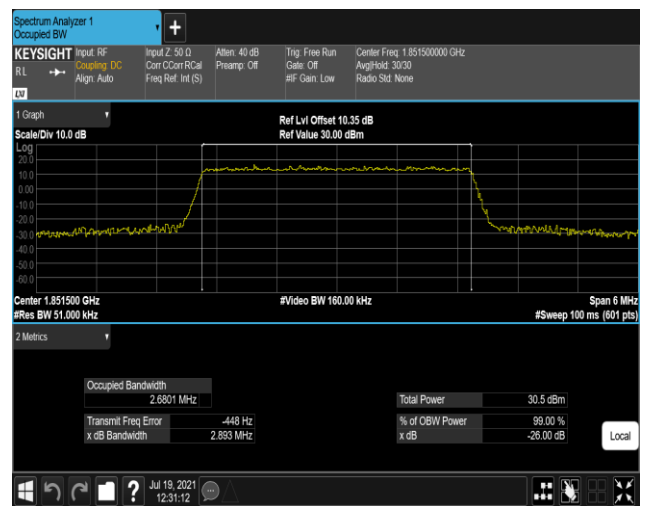 Spectrum Analyzer 1
Occupied BW
+
KEYSIGHT
RL
LXI
Input: RF
Coupling: DC
Align: Auto
Input Z: 50 Ω
Corr CCorr RCal
Freq Ref: Int (S)
Atten: 40 dB
Preamp: Off
Trig: Free Run
Gate: Off
#IF Gain: Low
Center Freq: 1.851500000 GHz
Avg|Hold: 30/30
Radio Std: None
1 Graph
Scale/Div 10.0 dB
Ref Lvl Offset 10.35 dB
Ref Value 30.00 dBm
Log
20.0
10.0
0.00
-10.0
-20.0
-30.0
-40.0
-50.0
-60.0
Center 1.851500 GHz
#Video BW 160.00 kHz
Span 6 MHz
#Res BW 51.000 kHz
#Sweep 100 ms (601 pts)
2 Metrics
Occupied Bandwidth
2.6801 MHz
Total Power 30.5 dBm
Transmit Freq Error -448 Hz
% of OBW Power 99.00 %
x dB Bandwidth 2.893 MHz
x dB -26.00 dB
Local
?
Jul 19, 2021
12:31:12